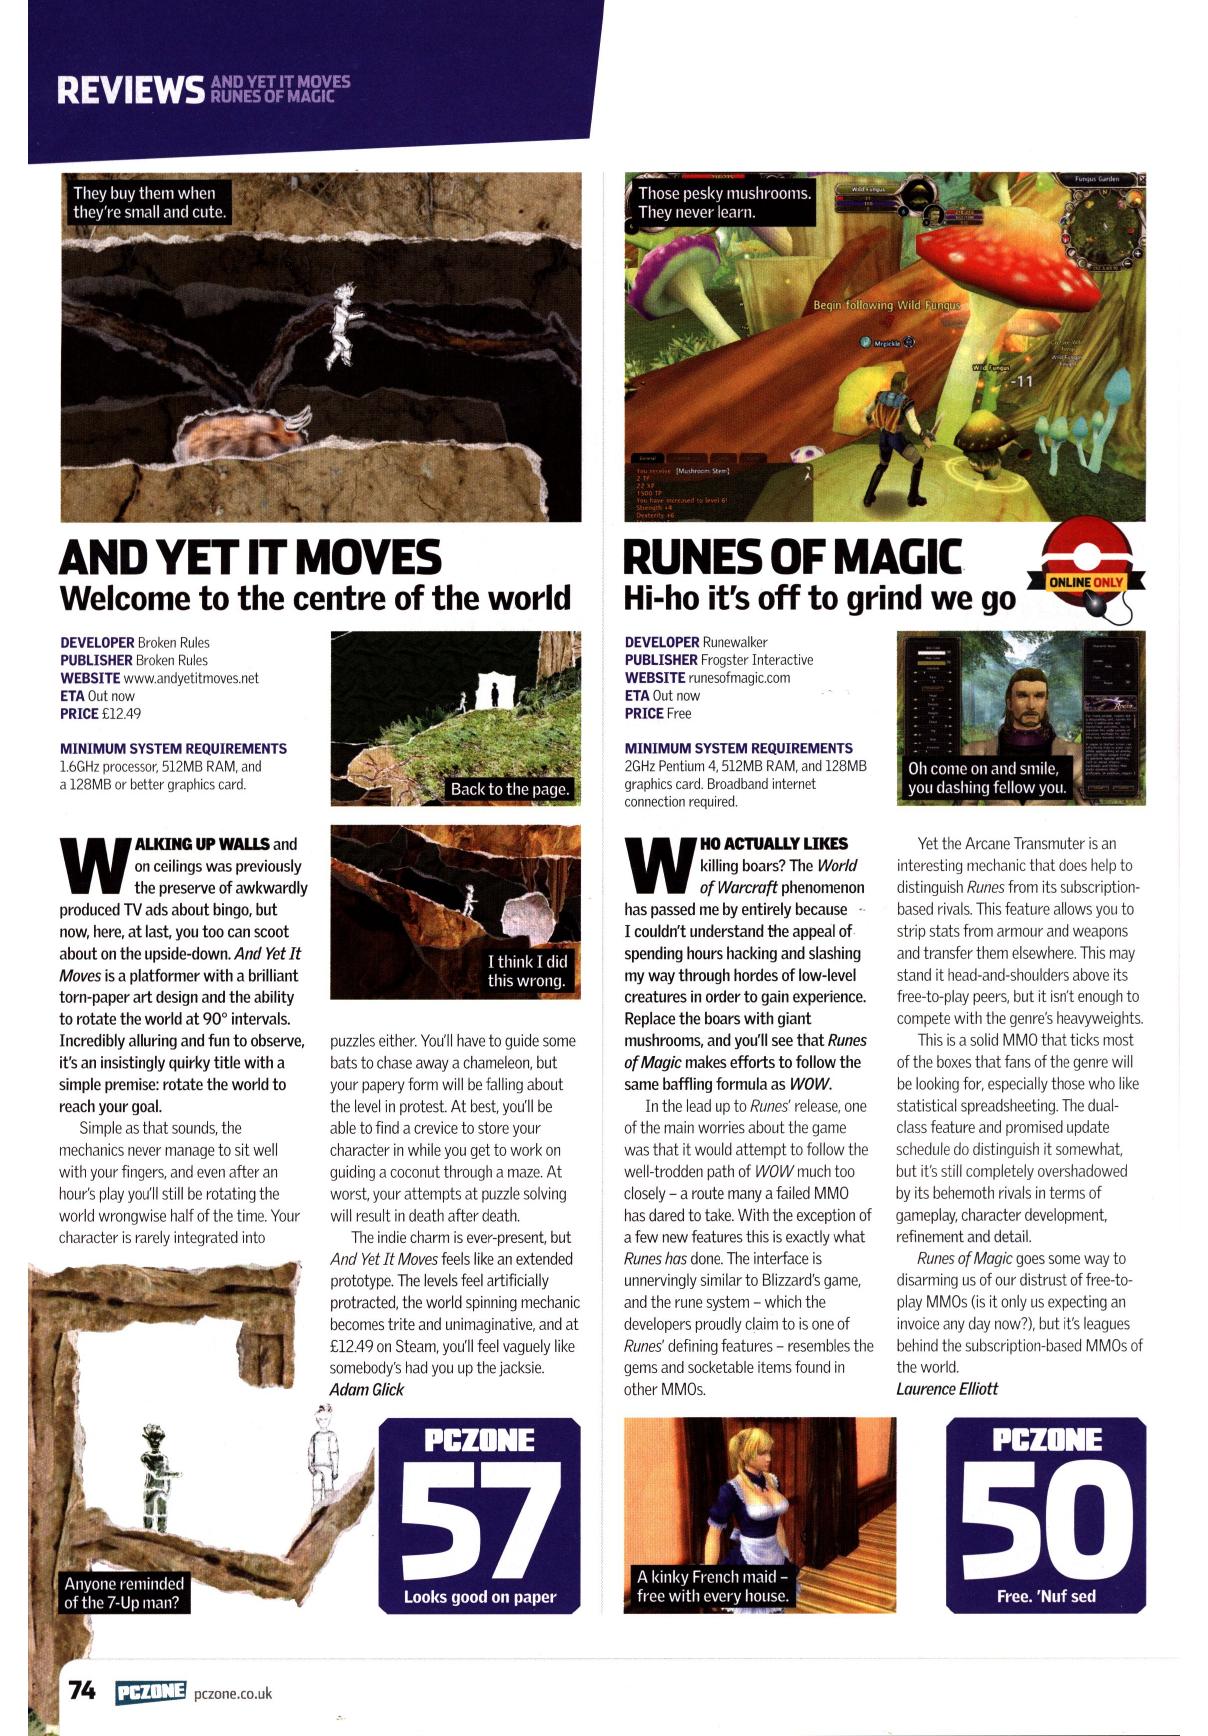 REVIEWS
AND YET IT MOVES
RUNES OF MAGIC
They buy them when
they're small and cute.
Those pesky mushrooms.
They never learn.
Fungus Garden
Wild Fungus
Begin following Wild Fungus
Mrgickle
Wild Fungus
-11
You receive [Mushroom Stem]
2 TP
22 XP
1500 TP
You have increased to level 6!
Strength +4
Dexterity +6
AND YET IT MOVES
Welcome to the centre of the world
DEVELOPER Broken Rules
PUBLISHER Broken Rules
WEBSITE www.andyetitmoves.net
ETA Out now
PRICE £12.49
MINIMUM SYSTEM REQUIREMENTS
1.6GHz processor, 512MB RAM, and
a 128MB or better graphics card.
Back to the page.
I think I did
this wrong.
WALKING UP WALLS and
on ceilings was previously
the preserve of awkwardly
produced TV ads about bingo, but
now, here, at last, you too can scoot
about on the upside-down. And Yet It
Moves is a platformer with a brilliant
torn-paper art design and the ability
to rotate the world at 90° intervals.
Incredibly alluring and fun to observe,
it's an insistingly quirky title with a
simple premise: rotate the world to
reach your goal.
Simple as that sounds, the
mechanics never manage to sit well
with your fingers, and even after an
hour's play you'll still be rotating the
world wrongwise half of the time. Your
character is rarely integrated into
puzzles either. You'll have to guide some
bats to chase away a chameleon, but
your papery form will be falling about
the level in protest. At best, you'll be
able to find a crevice to store your
character in while you get to work on
guiding a coconut through a maze. At
worst, your attempts at puzzle solving
will result in death after death.
The indie charm is ever-present, but
And Yet It Moves feels like an extended
prototype. The levels feel artificially
protracted, the world spinning mechanic
becomes trite and unimaginative, and at
£12.49 on Steam, you'll feel vaguely like
somebody's had you up the jacksie.
Adam Glick
Anyone reminded
of the 7-Up man?
PCZONE
57
Looks good on paper
RUNES OF MAGIC
Hi-ho it's off to grind we go
ONLINE ONLY
DEVELOPER Runewalker
PUBLISHER Frogster Interactive
WEBSITE runesofmagic.com
ETA Out now
PRICE Free
MINIMUM SYSTEM REQUIREMENTS
2GHz Pentium 4, 512MB RAM, and 128MB
graphics card. Broadband internet
connection required.
Oh come on and smile,
you dashing fellow you.
WHO ACTUALLY LIKES
killing boars? The World
of Warcraft phenomenon
has passed me by entirely because
I couldn't understand the appeal of
spending hours hacking and slashing
my way through hordes of low-level
creatures in order to gain experience.
Replace the boars with giant
mushrooms, and you'll see that Runes
of Magic makes efforts to follow the
same baffling formula as WOW.
In the lead up to Runes' release, one
of the main worries about the game
was that it would attempt to follow the
well-trodden path of WOW much too
closely – a route many a failed MMO
has dared to take. With the exception of
a few new features this is exactly what
Runes has done. The interface is
unnervingly similar to Blizzard's game,
and the rune system – which the
developers proudly claim to is one of
Runes' defining features – resembles the
gems and socketable items found in
other MMOs.
Yet the Arcane Transmuter is an
interesting mechanic that does help to
distinguish Runes from its subscription-
based rivals. This feature allows you to
strip stats from armour and weapons
and transfer them elsewhere. This may
stand it head-and-shoulders above its
free-to-play peers, but it isn't enough to
compete with the genre's heavyweights.
This is a solid MMO that ticks most
of the boxes that fans of the genre will
be looking for, especially those who like
statistical spreadsheeting. The dual-
class feature and promised update
schedule do distinguish it somewhat,
but it's still completely overshadowed
by its behemoth rivals in terms of
gameplay, character development,
refinement and detail.
Runes of Magic goes some way to
disarming us of our distrust of free-to-
play MMOs (is it only us expecting an
invoice any day now?), but it's leagues
behind the subscription-based MMOs of
the world.
Laurence Elliott
A kinky French maid –
free with every house.
PCZONE
50
Free. 'Nuf sed
74 PCZONE pczone.co.uk